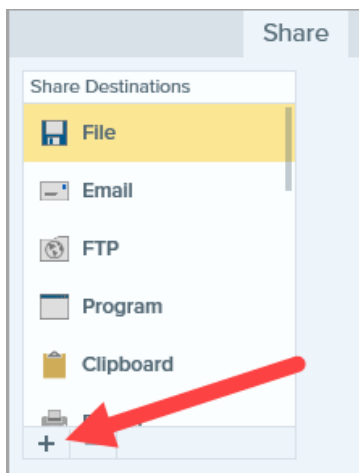 Share
Share Destinations
File
Email
FTP
Program
Clipboard